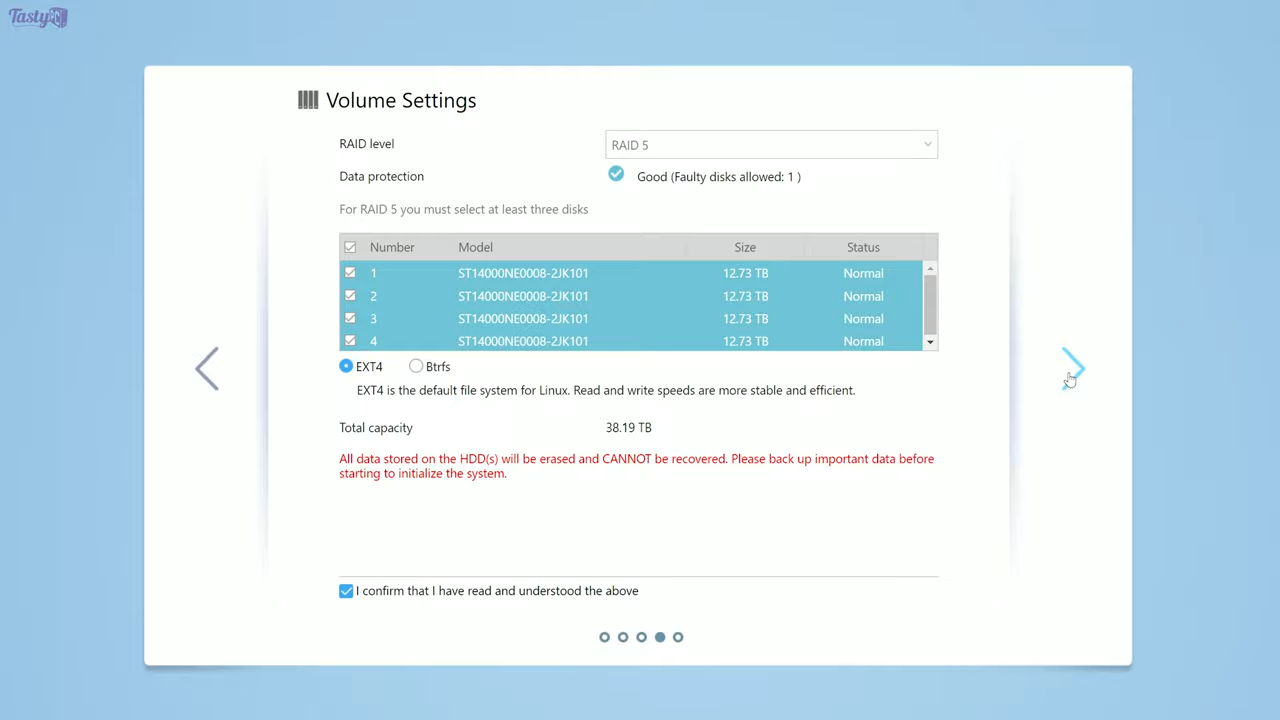 Tasty PC
Volume Settings
RAID level RAID 5
Data protection Good (Faulty disks allowed: 1 )
For RAID 5 you must select at least three disks
Number Model Size Status
1 ST14000NE0008-2JK101 12.73 TB Normal
2 ST14000NE0008-2JK101 12.73 TB Normal
3 ST14000NE0008-2JK101 12.73 TB Normal
4 ST14000NE0008-2JK101 12.73 TB Normal
EXT4 Btrfs
EXT4 is the default file system for Linux. Read and write speeds are more stable and efficient.
Total capacity 38.19 TB
All data stored on the HDD(s) will be erased and CANNOT be recovered. Please back up important data before
starting to initialize the system.
I confirm that I have read and understood the above